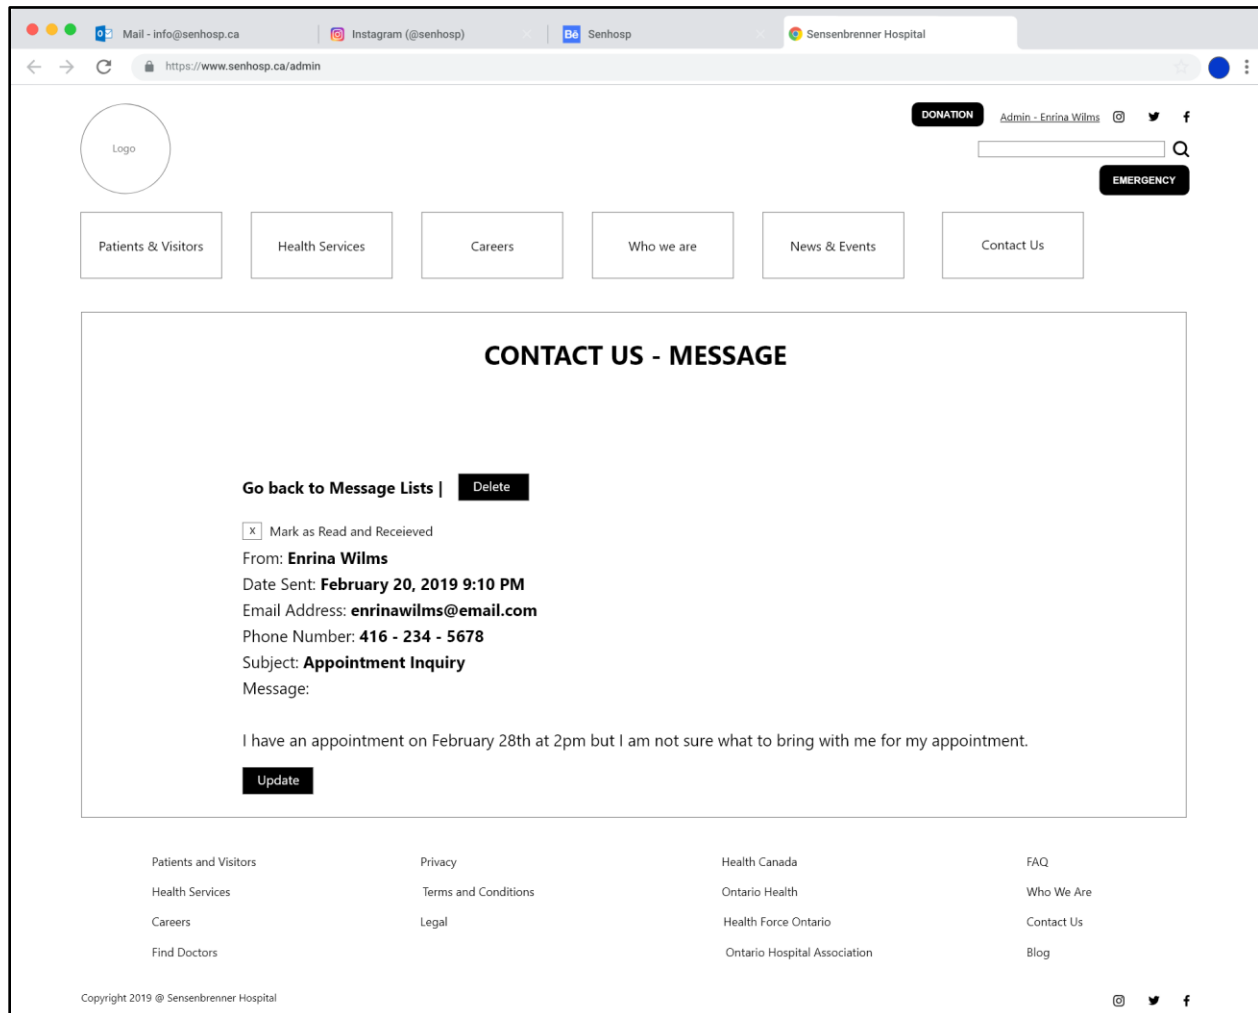 Mail - info@senhosp.ca
Instagram (@senhosp)
Bē Senhosp
Sensenbrenner Hospital
https://www.senhosp.ca/admin
Logo
DONATION
Admin - Enrina Wilms
EMERGENCY
Patients & Visitors
Health Services
Careers
Who we are
News & Events
Contact Us
CONTACT US - MESSAGE
Go back to Message Lists |
Delete
X Mark as Read and Receieved
From: Enrina Wilms
Date Sent: February 20, 2019 9:10 PM
Email Address: enrinawilms@email.com
Phone Number: 416 - 234 - 5678
Subject: Appointment Inquiry
Message:
I have an appointment on February 28th at 2pm but I am not sure what to bring with me for my appointment.
Update
Patients and Visitors
Health Services
Careers
Find Doctors
Privacy
Terms and Conditions
Legal
Health Canada
Ontario Health
Health Force Ontario
Ontario Hospital Association
FAQ
Who We Are
Contact Us
Blog
Copyright 2019 @ Sensenbrenner Hospital